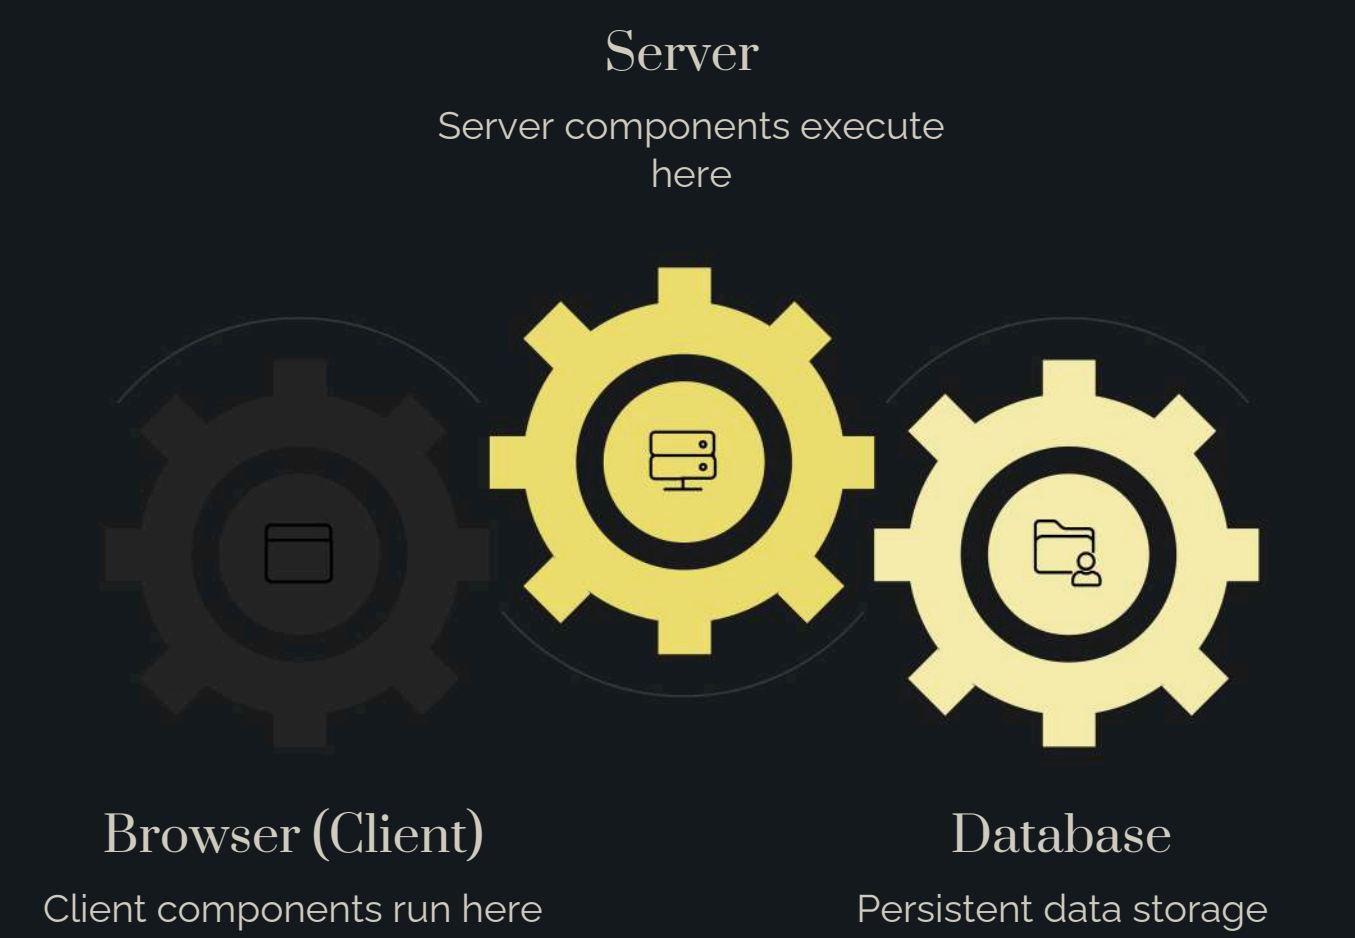 Server
Server components execute
here
Browser (Client)
Client components run here
Database
Persistent data storage